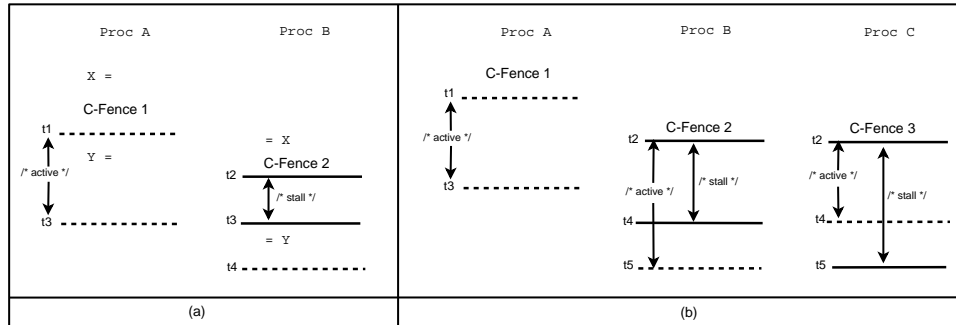 Proc A
Proc B
X =
C-Fence 1
t1
/* active */
Y =
t3
= X
C-Fence 2
t2
/* stall */
t3
= Y
t4
(a)
Proc A
Proc B
Proc C
C-Fence 1
t1
/* active */
t3
C-Fence 2
t2
/* active */
/* stall */
t4
t5
C-Fence 3
t2
/* active */
/* stall */
t4
t5
(b)